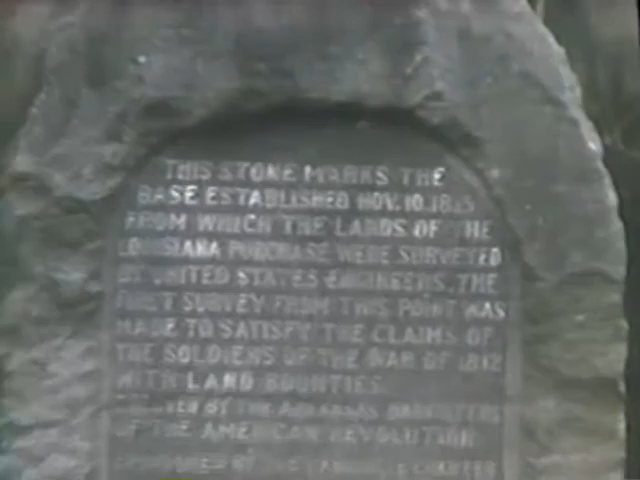 THIS STONE MARKS THE
BASE ESTABLISHED NOV. 10, 1815
FROM WHICH THE LANDS OF THE
LOUISIANA PURCHASE WERE SURVEYED
BY UNITED STATES ENGINEERS. THE
FIRST SURVEY FROM THIS POINT WAS
MADE TO SATISFY THE CLAIMS OF
THE SOLDIERS OF THE WAR OF 1812
WITH LAND BOUNTIES.
BY THE ARKANSAS DAUGHTERS
OF THE AMERICAN REVOLUTION